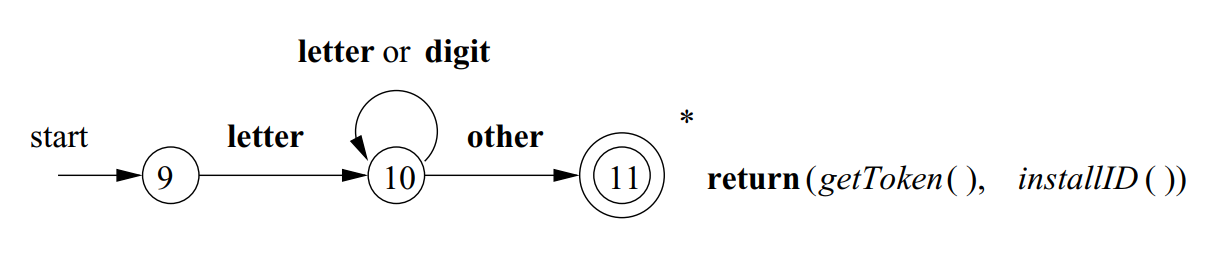 letter or digit
start letter other *
9 10 11 return (getToken( ), installID ( ))